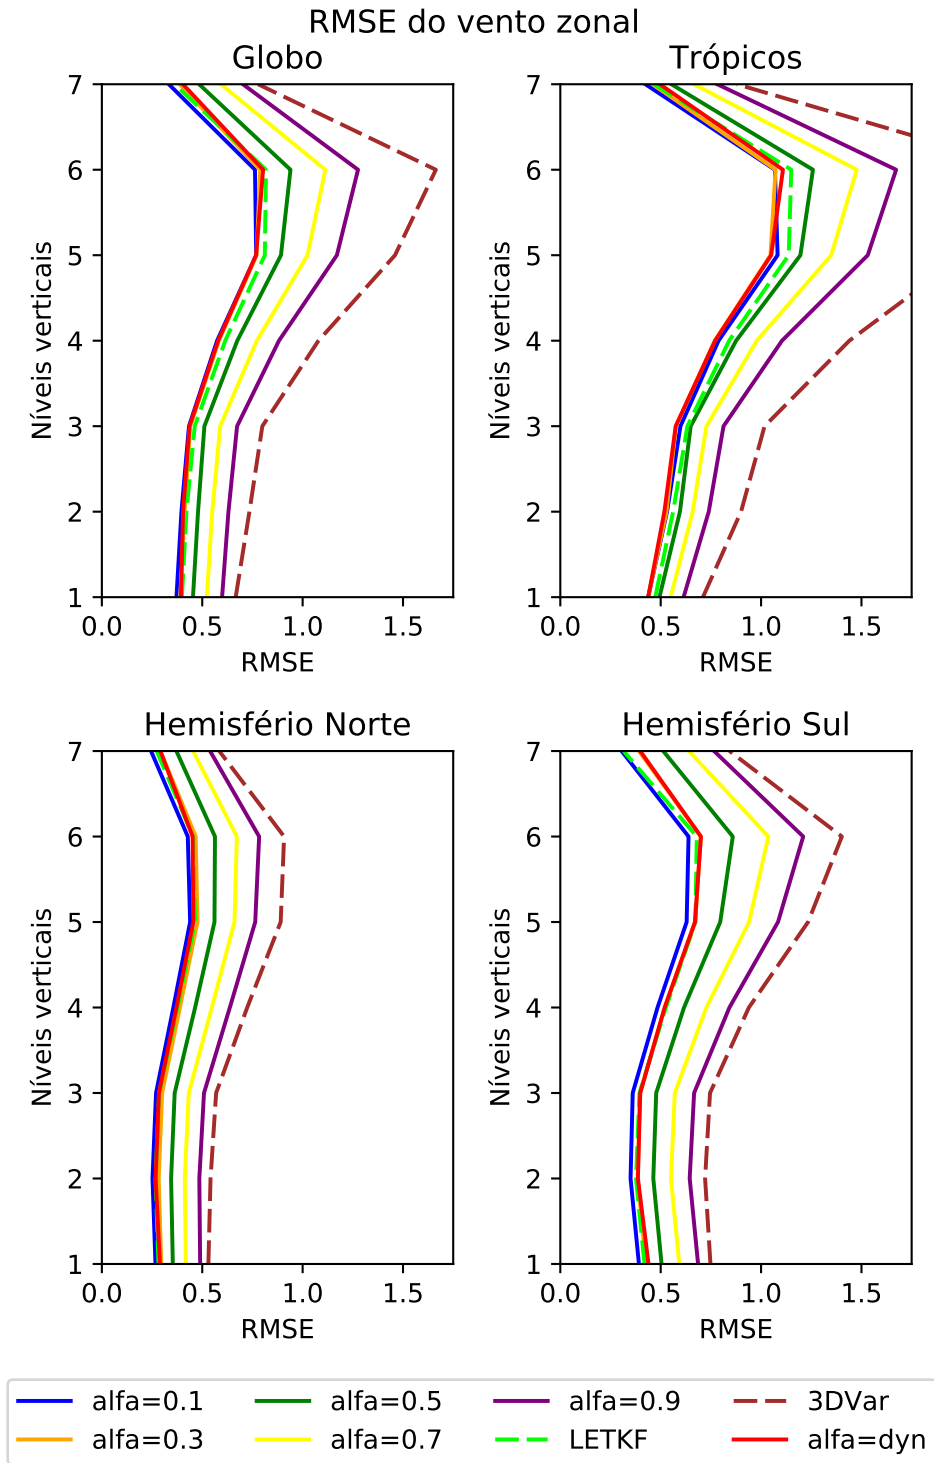 RMSE do vento zonal
Globo
Trópicos
7
6
5
4
3
2
1
Níveis verticais
0.0 0.5 1.0 1.5
RMSE
7
6
5
4
3
2
1
Níveis verticais
0.0 0.5 1.0 1.5
RMSE
Hemisfério Norte
Hemisfério Sul
7
6
5
4
3
2
1
Níveis verticais
0.0 0.5 1.0 1.5
RMSE
7
6
5
4
3
2
1
Níveis verticais
0.0 0.5 1.0 1.5
RMSE
alfa=0.1 alfa=0.5 alfa=0.9 3DVar
alfa=0.3 alfa=0.7 LETKF alfa=dyn